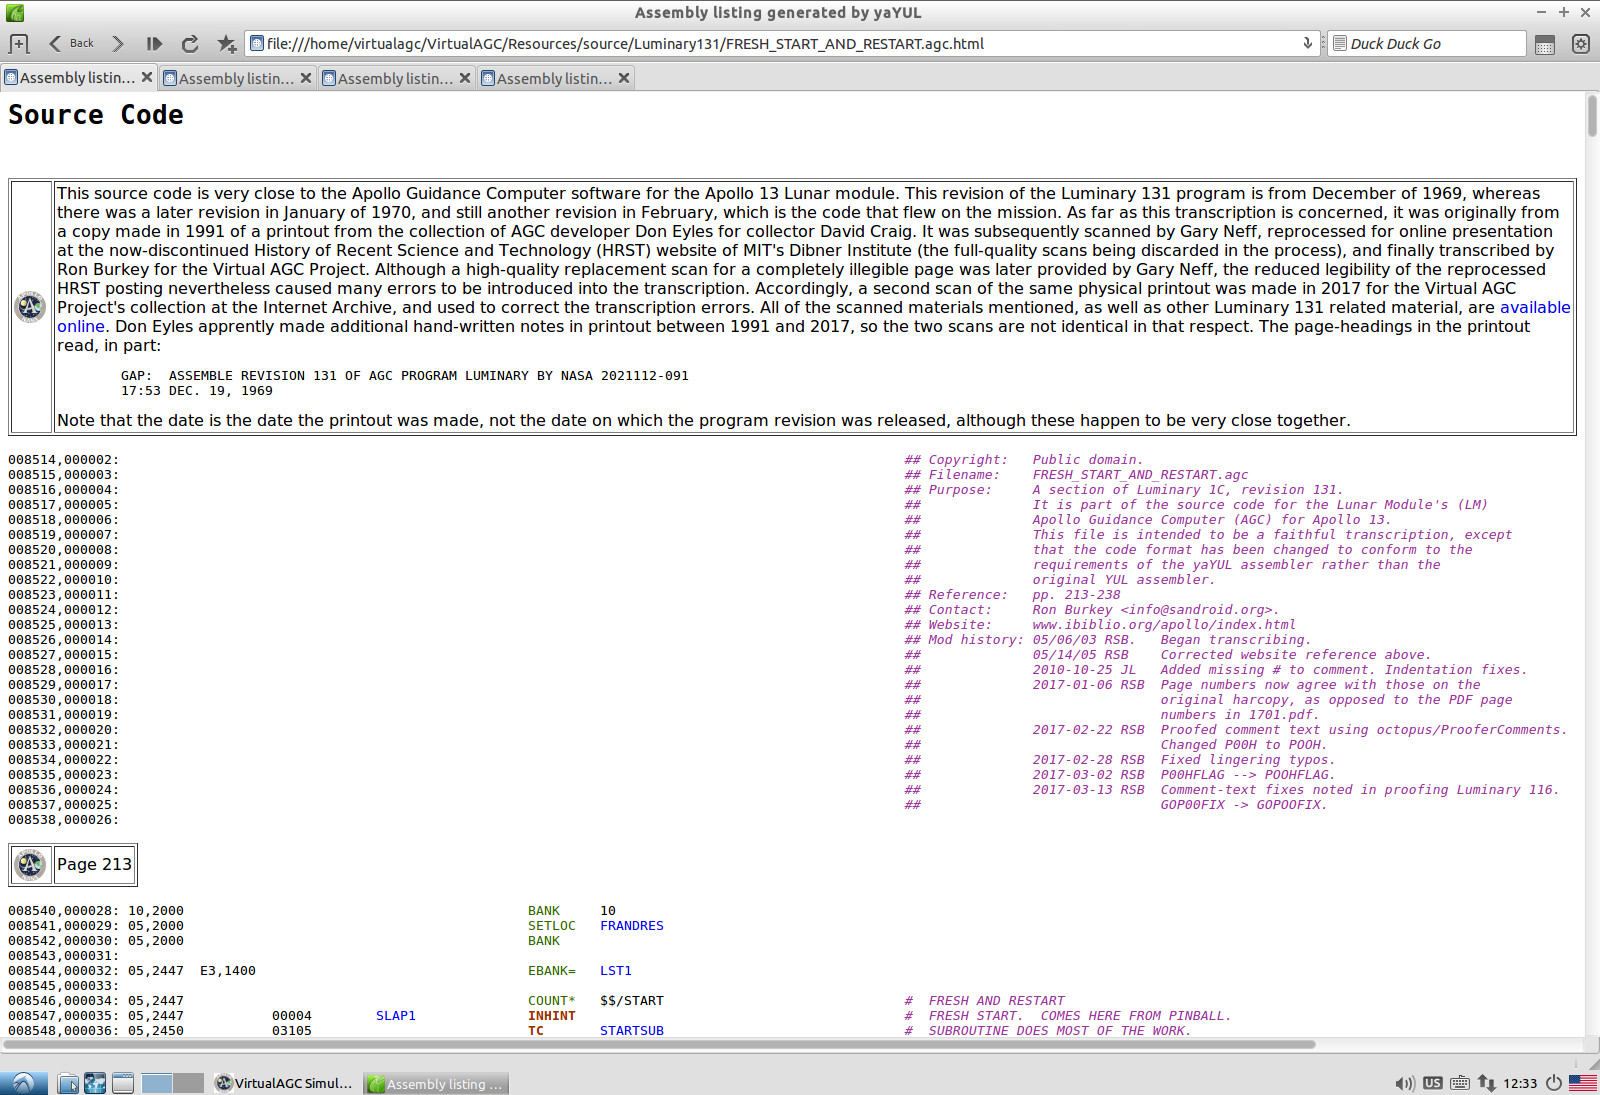 Assembly listing generated by yaYUL
Back
file:///home/virtualagc/VirtualAGC/Resources/source/Luminary131/FRESH_START_AND_RESTART.agc.html
Duck Duck Go
Assembly listin...
Assembly listin...
Assembly listin...
Assembly listin...
Source Code
This source code is very close to the Apollo Guidance Computer software for the Apollo 13 Lunar module. This revision of the Luminary 131 program is from December of 1969, whereas
there was a later revision in January of 1970, and still another revision in February, which is the code that flew on the mission. As far as this transcription is concerned, it was originally from
a copy made in 1991 of a printout from the collection of AGC developer Don Eyles for collector David Craig. It was subsequently scanned by Gary Neff, reprocessed for online presentation
at the now-discontinued History of Recent Science and Technology (HRST) website of MIT's Dibner Institute (the full-quality scans being discarded in the process), and finally transcribed by
Ron Burkey for the Virtual AGC Project. Although a high-quality replacement scan for a completely illegible page was later provided by Gary Neff, the reduced legibility of the reprocessed
HRST posting nevertheless caused many errors to be introduced into the transcription. Accordingly, a second scan of the same physical printout was made in 2017 for the Virtual AGC
Project's collection at the Internet Archive, and used to correct the transcription errors. All of the scanned materials mentioned, as well as other Luminary 131 related material, are available
online. Don Eyles apprently made additional hand-written notes in printout between 1991 and 2017, so the two scans are not identical in that respect. The page-headings in the printout
read, in part:
GAP:  ASSEMBLE REVISION 131 OF AGC PROGRAM LUMINARY BY NASA 2021112-091
17:53 DEC. 19, 1969
Note that the date is the date the printout was made, not the date on which the program revision was released, although these happen to be very close together.
008514,000002: ## Copyright: Public domain.
008515,000003: ## Filename: FRESH_START_AND_RESTART.agc
008516,000004: ## Purpose: A section of Luminary 1C, revision 131.
008517,000005: ## It is part of the source code for the Lunar Module's (LM)
008518,000006: ## Apollo Guidance Computer (AGC) for Apollo 13.
008519,000007: ## This file is intended to be a faithful transcription, except
008520,000008: ## that the code format has been changed to conform to the
008521,000009: ## requirements of the yaYUL assembler rather than the
008522,000010: ## original YUL assembler.
008523,000011: ## Reference: pp. 213-238
008524,000012: ## Contact: Ron Burkey <info@sandroid.org>.
008525,000013: ## Website: www.ibiblio.org/apollo/index.html
008526,000014: ## Mod history: 05/06/03 RSB. Began transcribing.
008527,000015: ## 05/14/05 RSB Corrected website reference above.
008528,000016: ## 2010-10-25 JL Added missing # to comment. Indentation fixes.
008529,000017: ## 2017-01-06 RSB Page numbers now agree with those on the
008530,000018: ## original harcopy, as opposed to the PDF page
008531,000019: ## numbers in 1701.pdf.
008532,000020: ## 2017-02-22 RSB Proofed comment text using octopus/ProoferComments.
008533,000021: ## Changed P00H to POOH.
008534,000022: ## 2017-02-28 RSB Fixed lingering typos.
008535,000023: ## 2017-03-02 RSB P00HFLAG --> POOHFLAG.
008536,000024: ## 2017-03-13 RSB Comment-text fixes noted in proofing Luminary 116.
008537,000025: ## GOP00FIX -> GOPOOFIX.
008538,000026:
Page 213
008540,000028: 10,2000 BANK 10
008541,000029: 05,2000 SETLOC FRANDRES
008542,000030: 05,2000 BANK
008543,000031:
008544,000032: 05,2447 E3,1400 EBANK= LST1
008545,000033:
008546,000034: 05,2447 COUNT* $$/START # FRESH AND RESTART
008547,000035: 05,2447 00004 SLAP1 INHINT # FRESH START. COMES HERE FROM PINBALL.
008548,000036: 05,2450 03105 TC STARTSUB # SUBROUTINE DOES MOST OF THE WORK.
VirtualAGC Simul...
Assembly listing ...
US
12:33